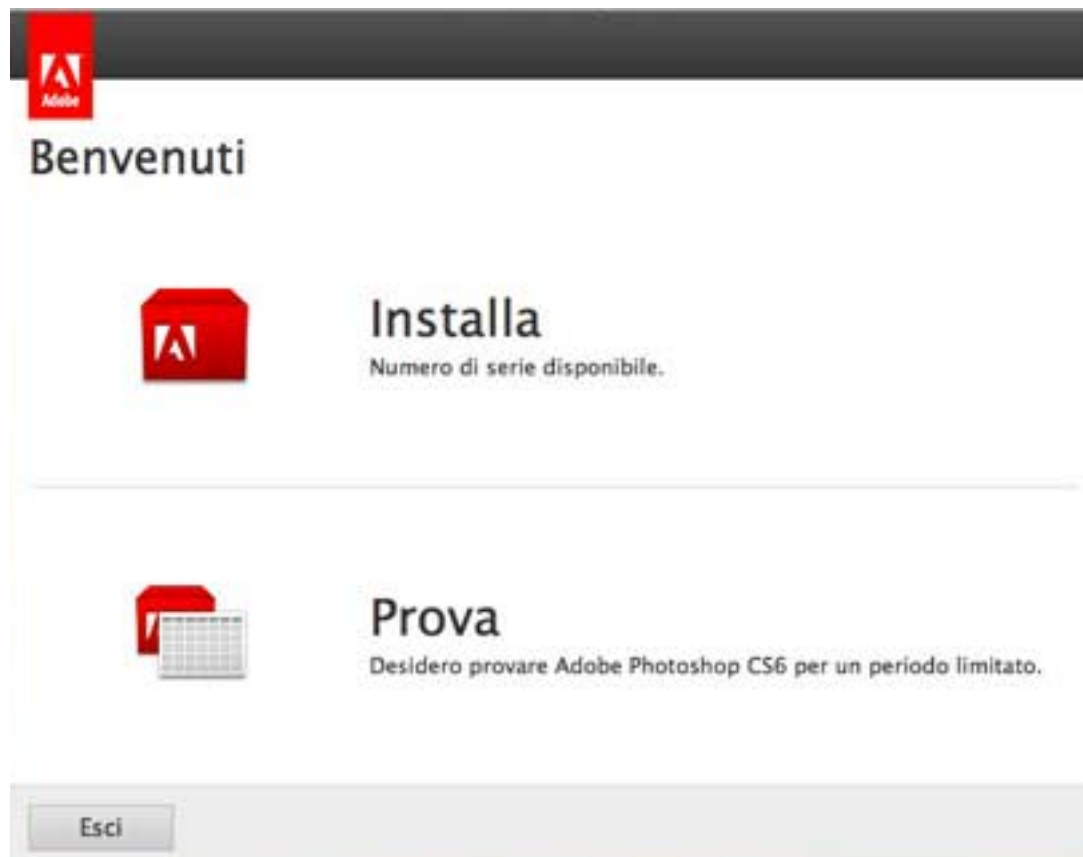 Adobe
Benvenuti
Installa
Numero di serie disponibile.
Prova
Desidero provare Adobe Photoshop CS6 per un periodo limitato.
Esci